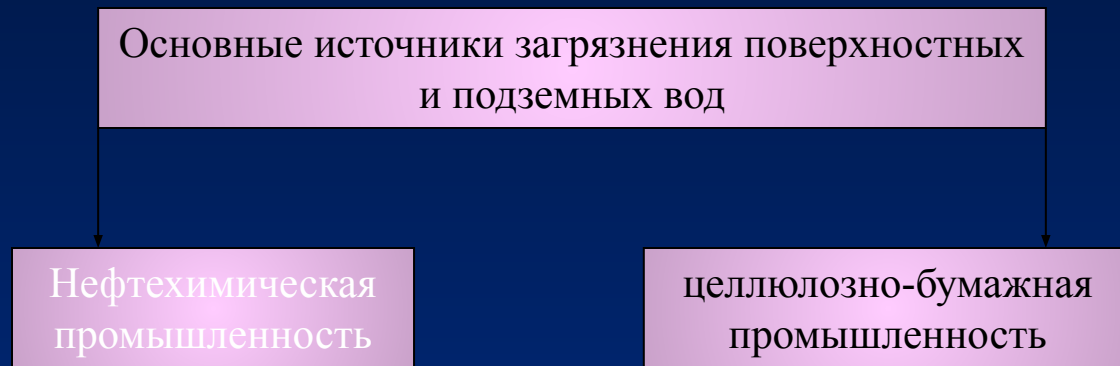 Основные источники загрязнения поверхностных
и подземных вод
Нефтехимическая
промышленность
целлюлозно-бумажная
промышленность